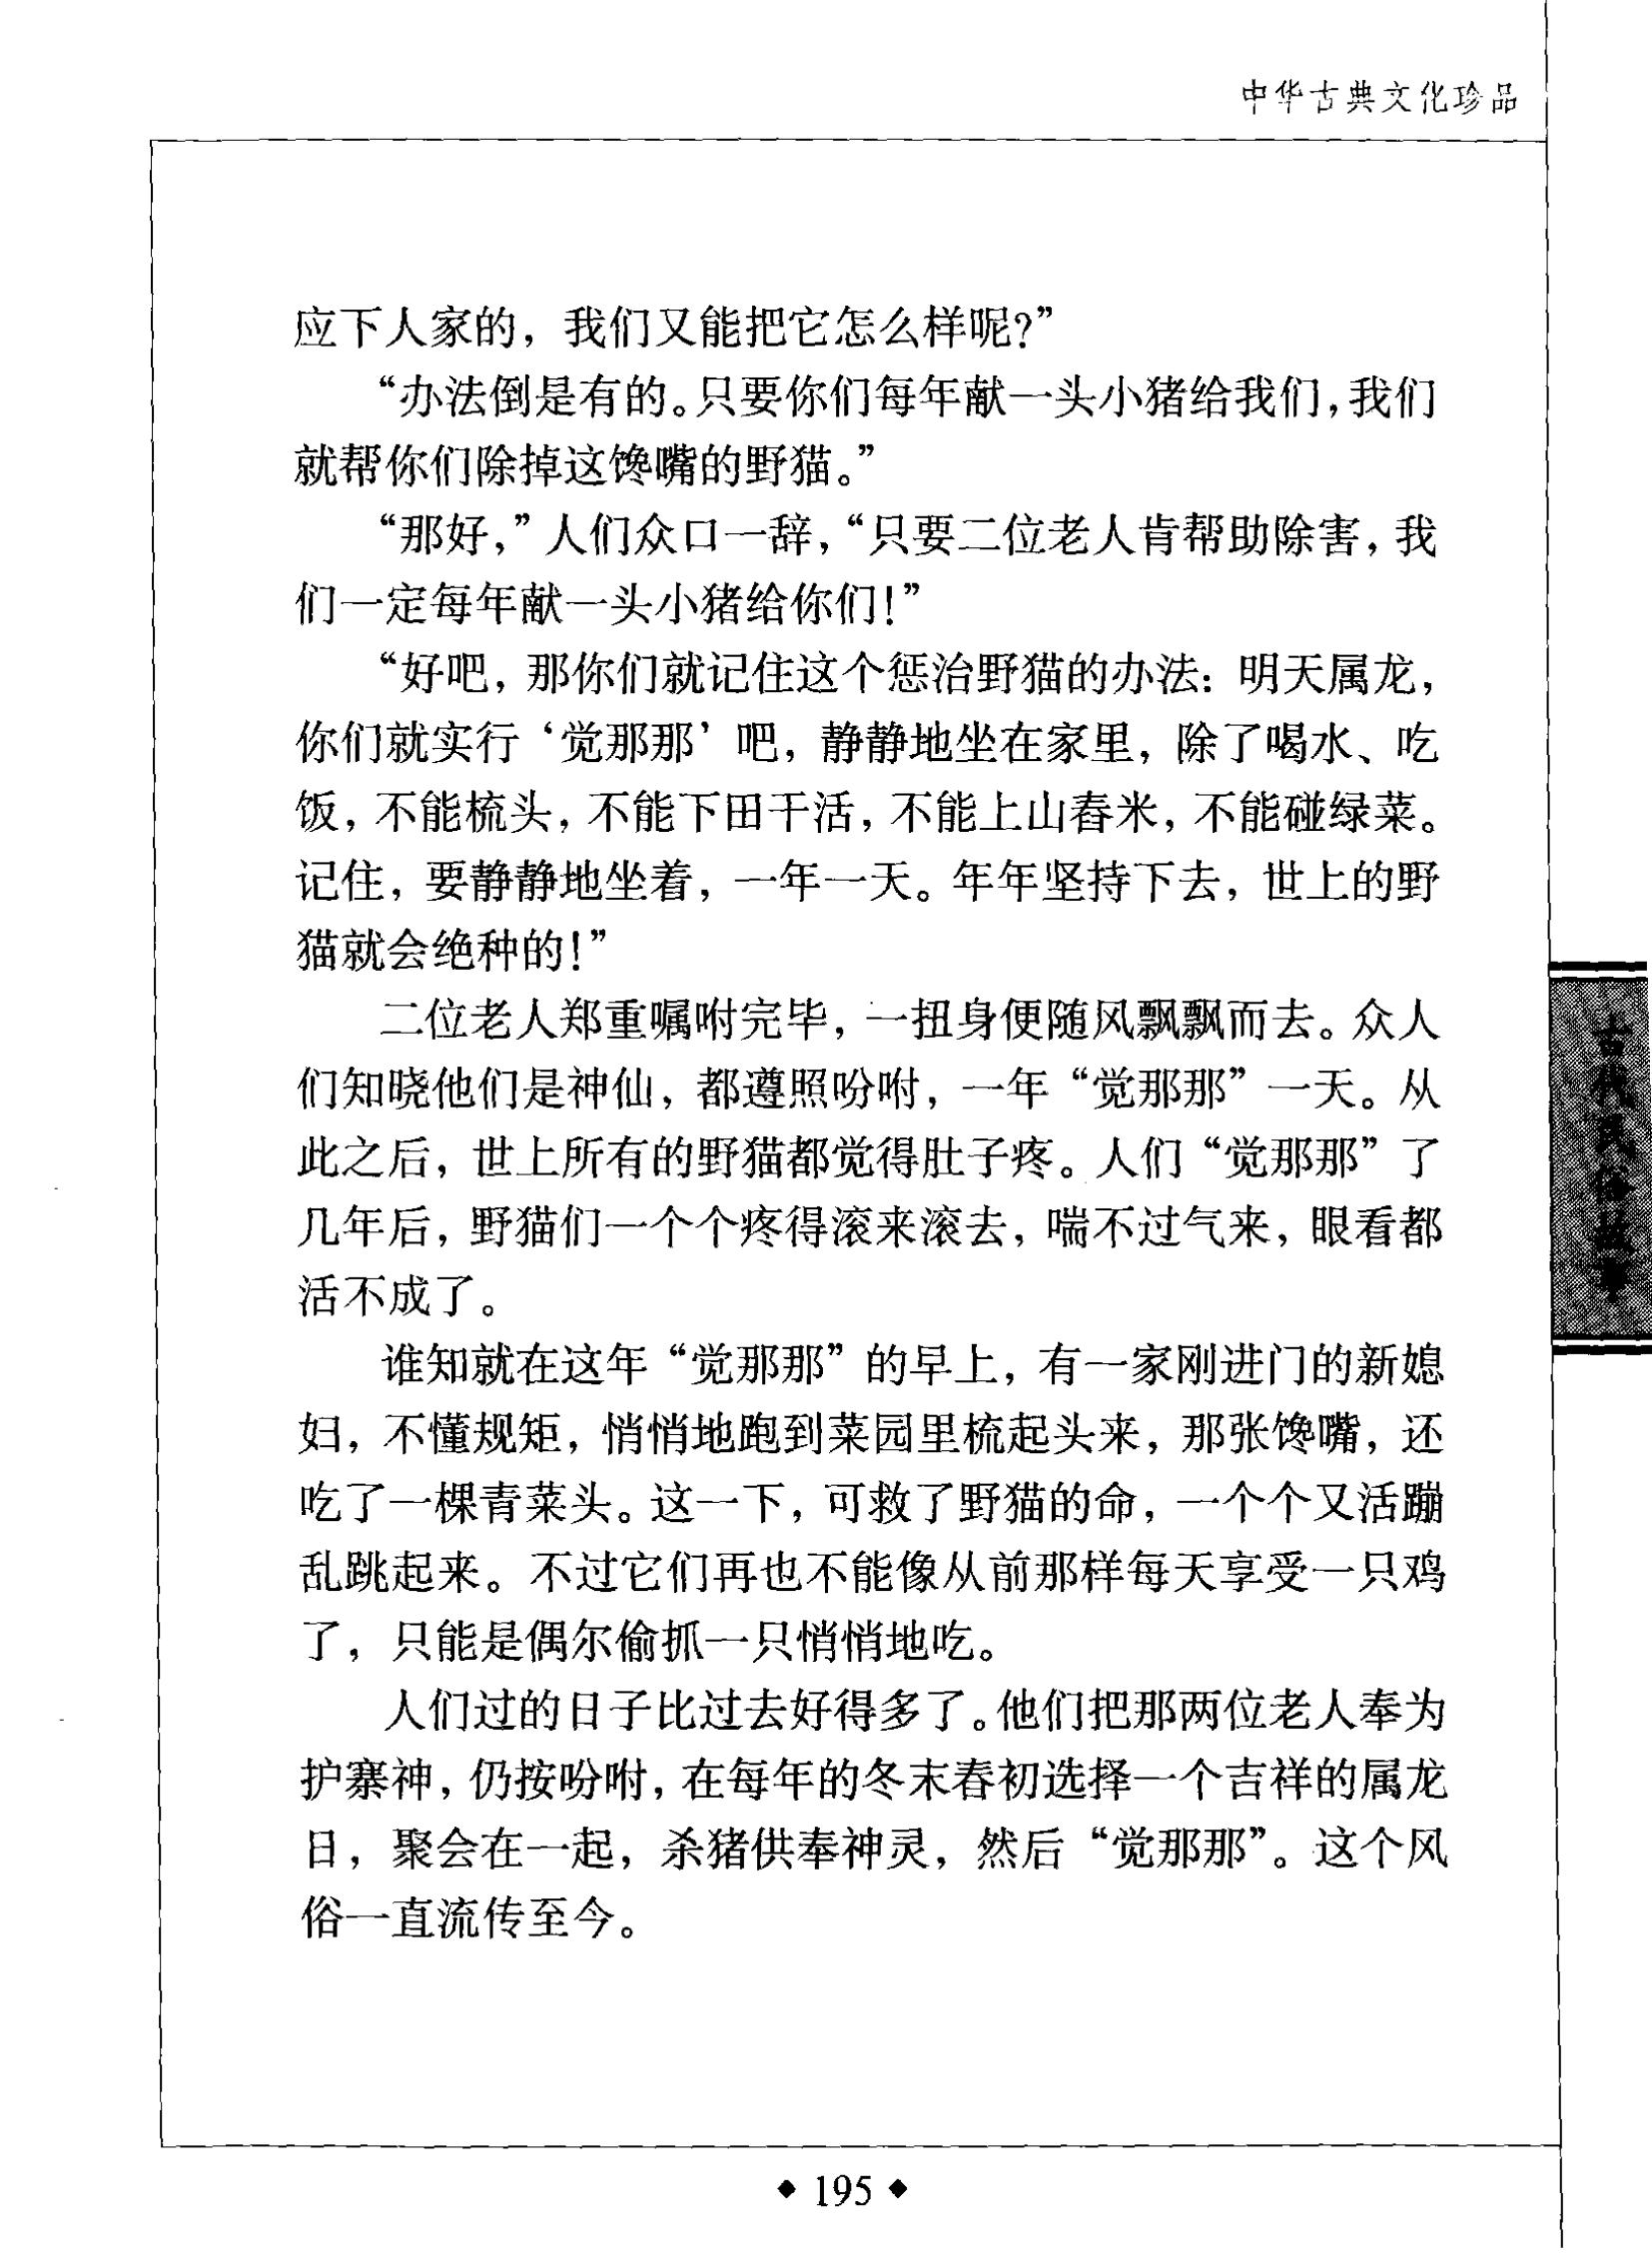 中华古典文化珍品
应下人家的，我们又能把它怎么样呢？”
“办法倒是有的。只要你们每年献一头小猪给我们，我们
就帮你们除掉这馋嘴的野猫。”
“那好，”人们众口一辞，“只要二位老人肯帮助除害，我
们一定每年献一头小猪给你们！”
“好吧，那你们就记住这个惩治野猫的办法：明天属龙，
你们就实行‘觉那那’吧，静静地坐在家里，除了喝水、吃
饭，不能梳头，不能下田干活，不能上山舂米，不能碰绿菜。
记住，要静静地坐着，一年一天。年年坚持下去，世上的野
猫就会绝种的！”
二位老人郑重嘱咐完毕，一扭身便随风飘飘而去。众人
们知晓他们是神仙，都遵照吩咐，一年“觉那那”一天。从
此之后，世上所有的野猫都觉得肚子疼。人们“觉那那”了
几年后，野猫们一个个疼得滚来滚去，喘不过气来，眼看都
活不成了。
谁知就在这年“觉那那”的早上，有一家刚进门的新媳
妇，不懂规矩，悄悄地跑到菜园里梳起头来，那张馋嘴，还
吃了一棵青菜头。这一下，可救了野猫的命，一个个又活蹦
乱跳起来。不过它们再也不能像从前那样每天享受一只鸡
了，只能是偶尔偷抓一只悄悄地吃。
人们过的日子比过去好得多了。他们把那两位老人奉为
护寨神，仍按吩咐，在每年的冬末春初选择一个吉祥的属龙
日，聚会在一起，杀猪供奉神灵，然后“觉那那”。这个风
俗一直流传至今。
古代民俗故事
◆ 195 ◆